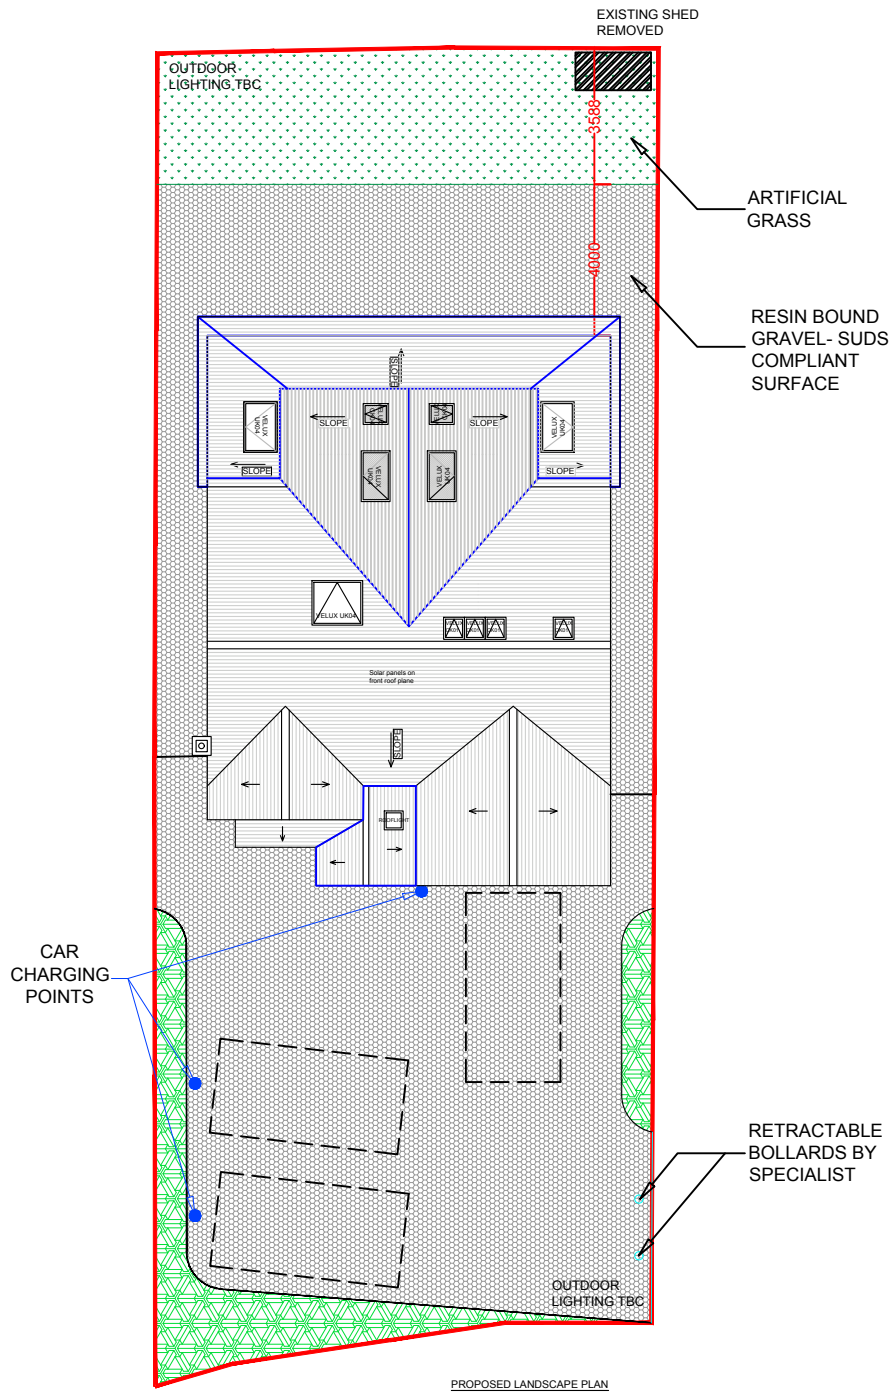 EXISTING SHED
REMOVED
OUTDOOR
LIGHTING TBC
3588
ARTIFICIAL
GRASS
4000
RESIN BOUND
GRAVEL- SUDS
COMPLIANT
SURFACE
SLOPE
SLOPE
SLOPE
VELUX
UK04
VELUX
UK04
SLOPE
SLOPE
VELUX
UK04
VELUX
UK04
VELUX UK04
Solar panels on
front roof plane
SLOPE
ROOFLIGHT
CAR
CHARGING
POINTS
RETRACTABLE
BOLLARDS BY
SPECIALIST
OUTDOOR
LIGHTING TBC
PROPOSED LANDSCAPE PLAN